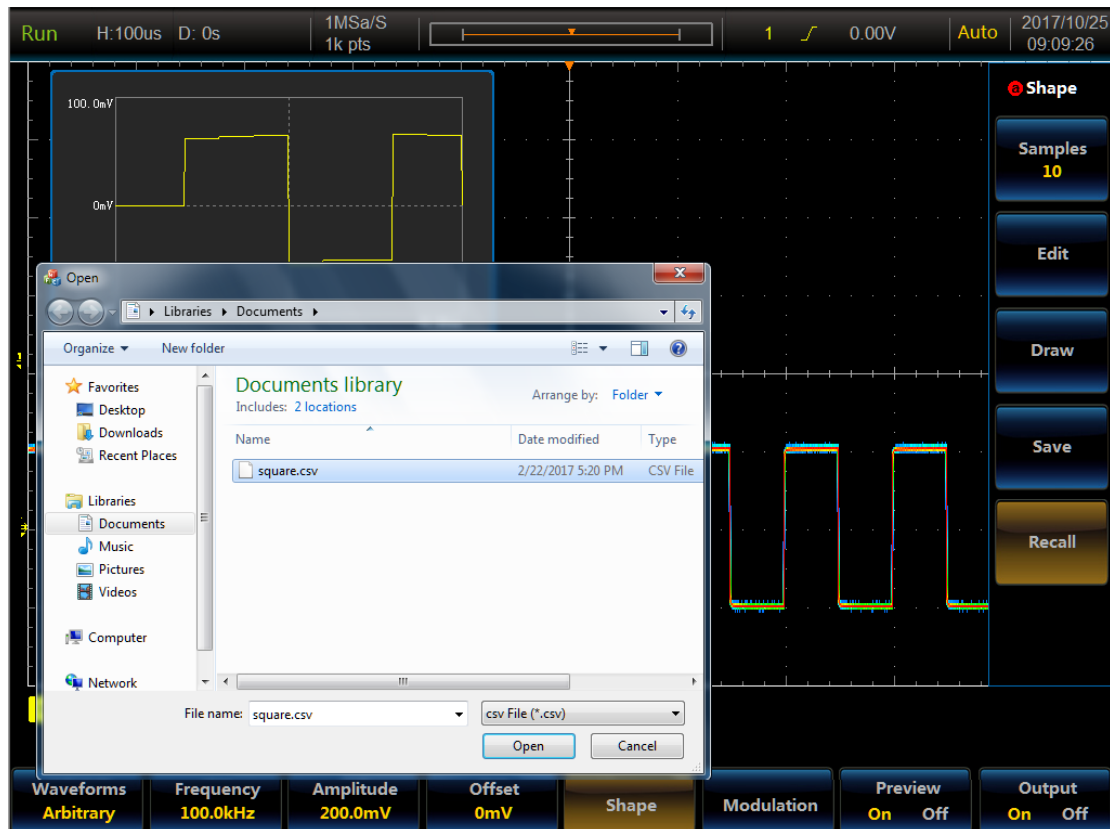 Run H:100us D: 0s 1MSa/S 1k pts 1 0.00V Auto 2017/10/25 09:09:26
100.0mV
0mV
a Shape
Samples
10
Edit
Draw
Save
Recall
Open
Libraries Documents
Organize New folder
Favorites
Desktop
Downloads
Recent Places
Libraries
Documents
Music
Pictures
Videos
Computer
Network
Documents library
Includes: 2 locations
Arrange by: Folder
Name Date modified Type
square.csv 2/22/2017 5:20 PM CSV File
File name: square.csv csv File (*.csv)
Open Cancel
Waveforms
Arbitrary
Frequency
100.0kHz
Amplitude
200.0mV
Offset
0mV
Shape
Modulation
Preview
On Off
Output
On Off